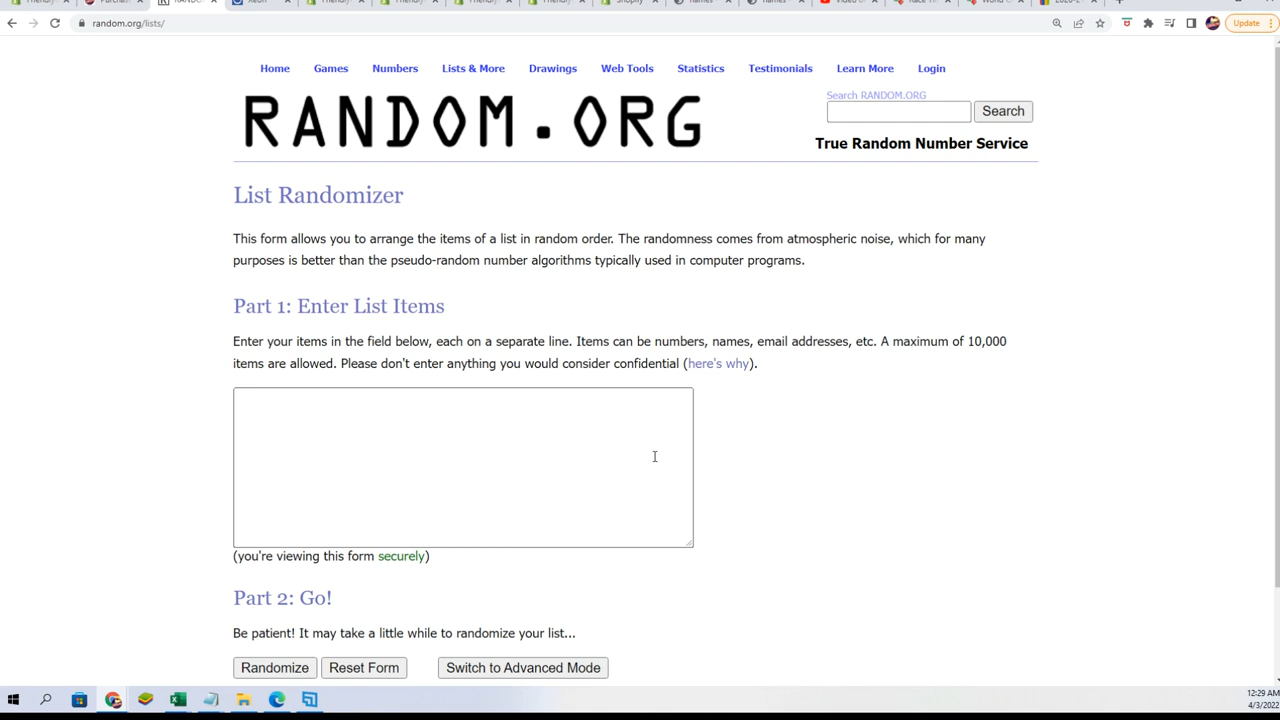 random.org/lists/
Update
Home Games Numbers Lists & More Drawings Web Tools Statistics Testimonials Learn More Login
RANDOM.ORG
Search RANDOM.ORG
Search
True Random Number Service
List Randomizer
This form allows you to arrange the items of a list in random order. The randomness comes from atmospheric noise, which for many
purposes is better than the pseudo-random number algorithms typically used in computer programs.
Part 1: Enter List Items
Enter your items in the field below, each on a separate line. Items can be numbers, names, email addresses, etc. A maximum of 10,000
items are allowed. Please don't enter anything you would consider confidential (here's why).
(you're viewing this form securely)
Part 2: Go!
Be patient! It may take a little while to randomize your list...
Randomize Reset Form Switch to Advanced Mode
12:29 AM
4/3/2022